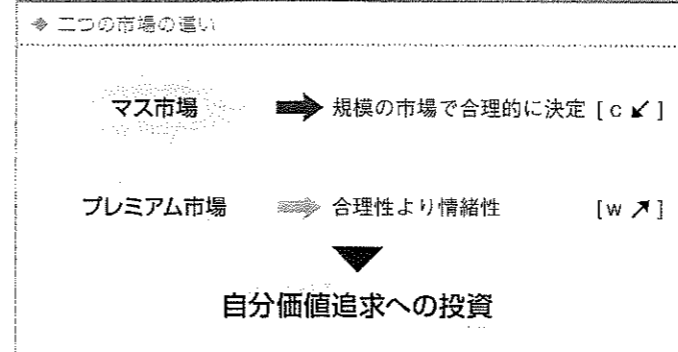 ◆ 二つの市場の違い
マス市場 ➡ 規模の市場で合理的に決定 [ c ↙ ]
プレミアム市場 ➡ 合理性より情緒性 [ w ↗ ]
▼
自分価値追求への投資